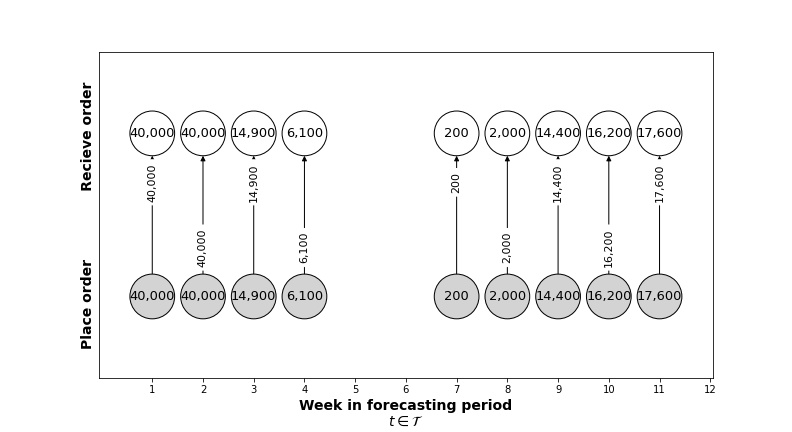 Recieve order
40,000 40,000 14,900 6,100 200 2,000 14,400 16,200 17,600
40,000 14,900 200 14,400 17,600
40,000 6,100 2,000 16,200
Place order
40,000 40,000 14,900 6,100 200 2,000 14,400 16,200 17,600
1 2 3 4 5 6 7 8 9 10 11 12
Week in forecasting period
t ∈ 𝒯